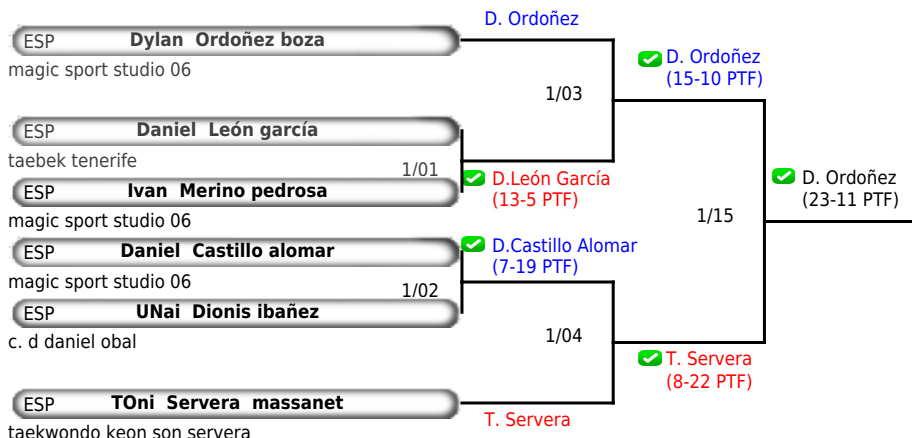 D. Ordoñez
ESP Dylan Ordoñez boza
magic sport studio 06
D. Ordoñez
(15-10 PTF)
1/03
ESP Daniel León garcía
taebek tenerife
1/01
D.León García
(13-5 PTF)
ESP Ivan Merino pedrosa
magic sport studio 06
D. Ordoñez
(23-11 PTF)
1/15
ESP Daniel Castillo alomar
magic sport studio 06
D.Castillo Alomar
(7-19 PTF)
1/02
ESP UNai Dionis ibañez
c. d daniel obal
1/04
T. Servera
(8-22 PTF)
ESP TOni Servera massanet
taekwondo keon son servera
T. Servera